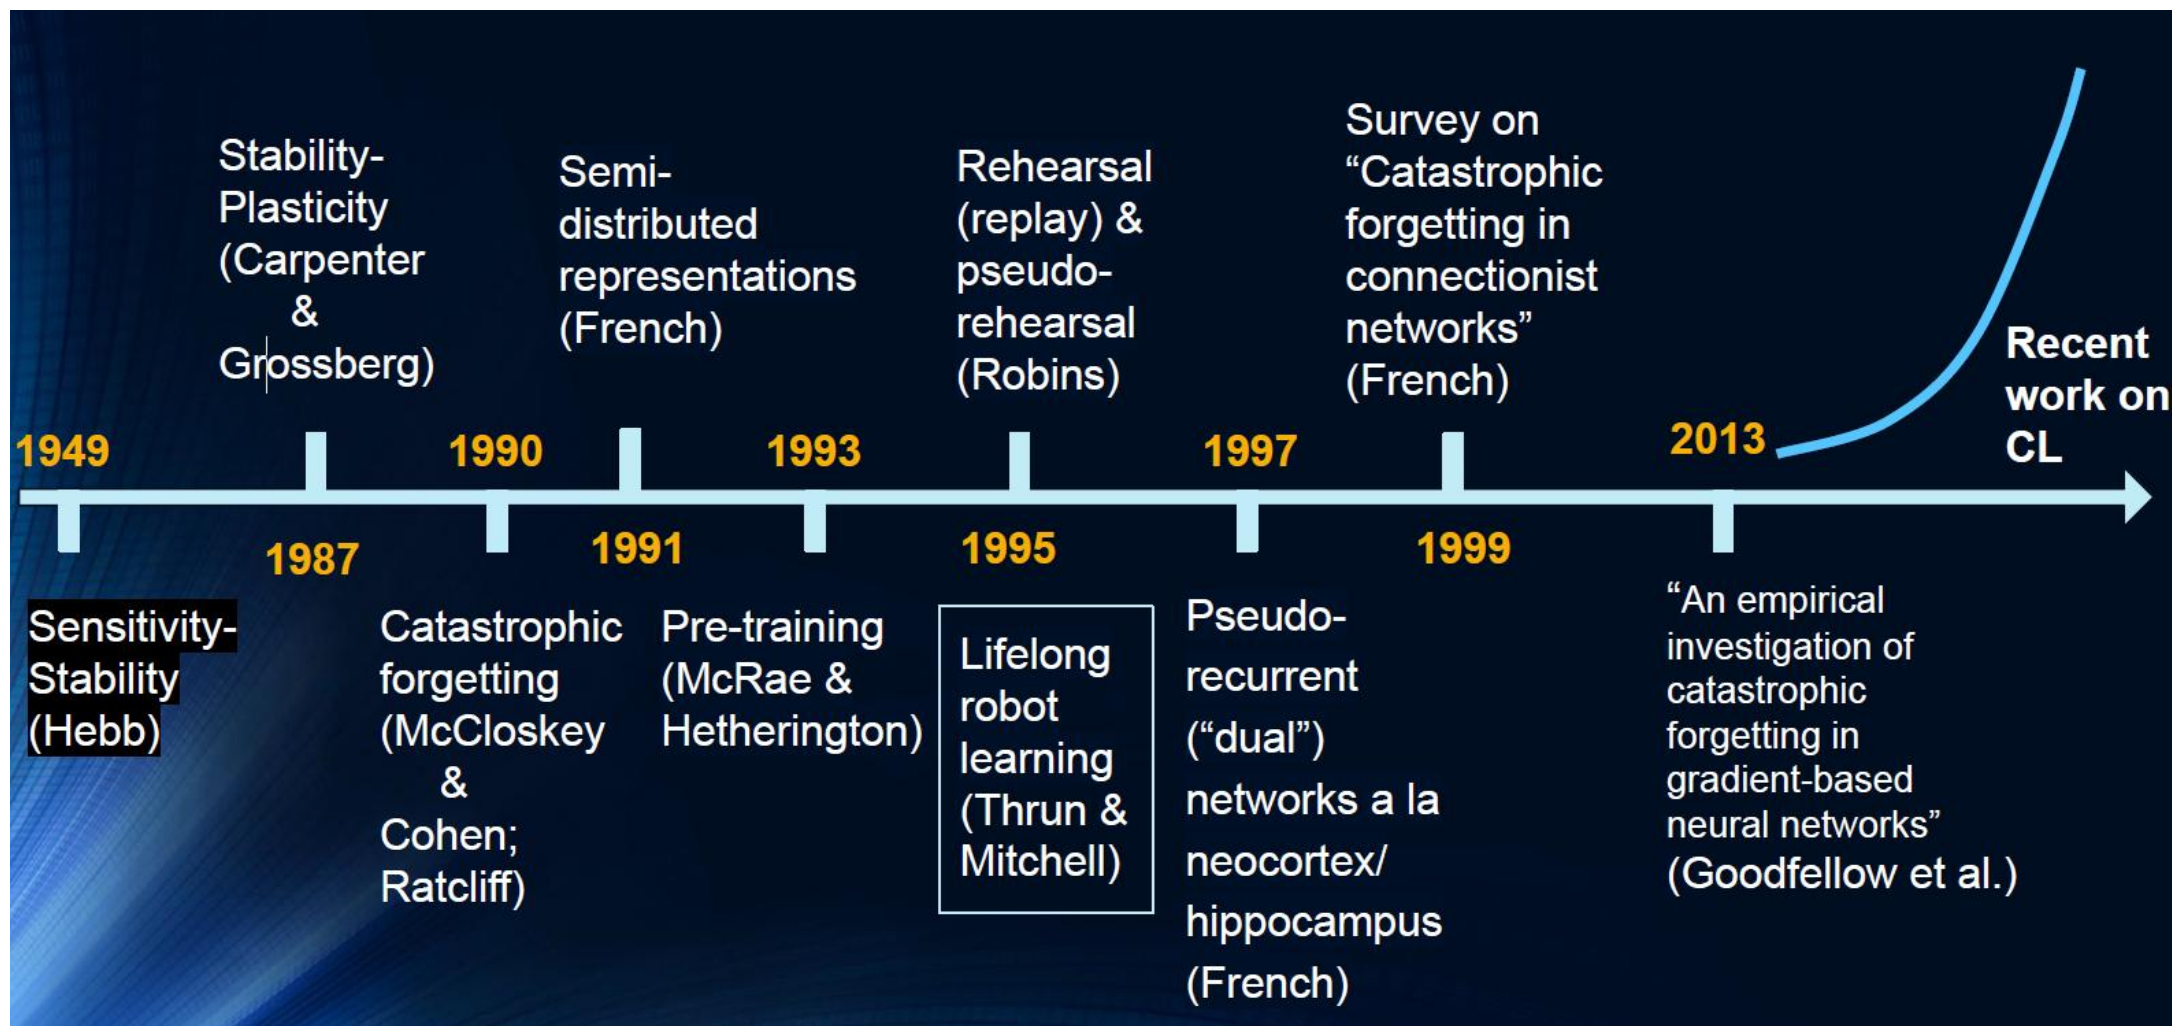 1949
Sensitivity-
Stability
(Hebb)
Stability-
Plasticity
(Carpenter
&
Grossberg)
1987
1990
Catastrophic
forgetting
(McCloskey
&
Cohen;
Ratcliff)
Semi-
distributed
representations
(French)
1991
1993
Pre-training
(McRae &
Hetherington)
Rehearsal
(replay) &
pseudo-
rehearsal
(Robins)
1995
Lifelong
robot
learning
(Thrun &
Mitchell)
1997
Pseudo-
recurrent
(“dual”)
networks a la
neocortex/
hippocampus
(French)
Survey on
“Catastrophic
forgetting in
connectionist
networks”
(French)
1999
2013
“An empirical
investigation of
catastrophic
forgetting in
gradient-based
neural networks”
(Goodfellow et al.)
Recent
work on
CL